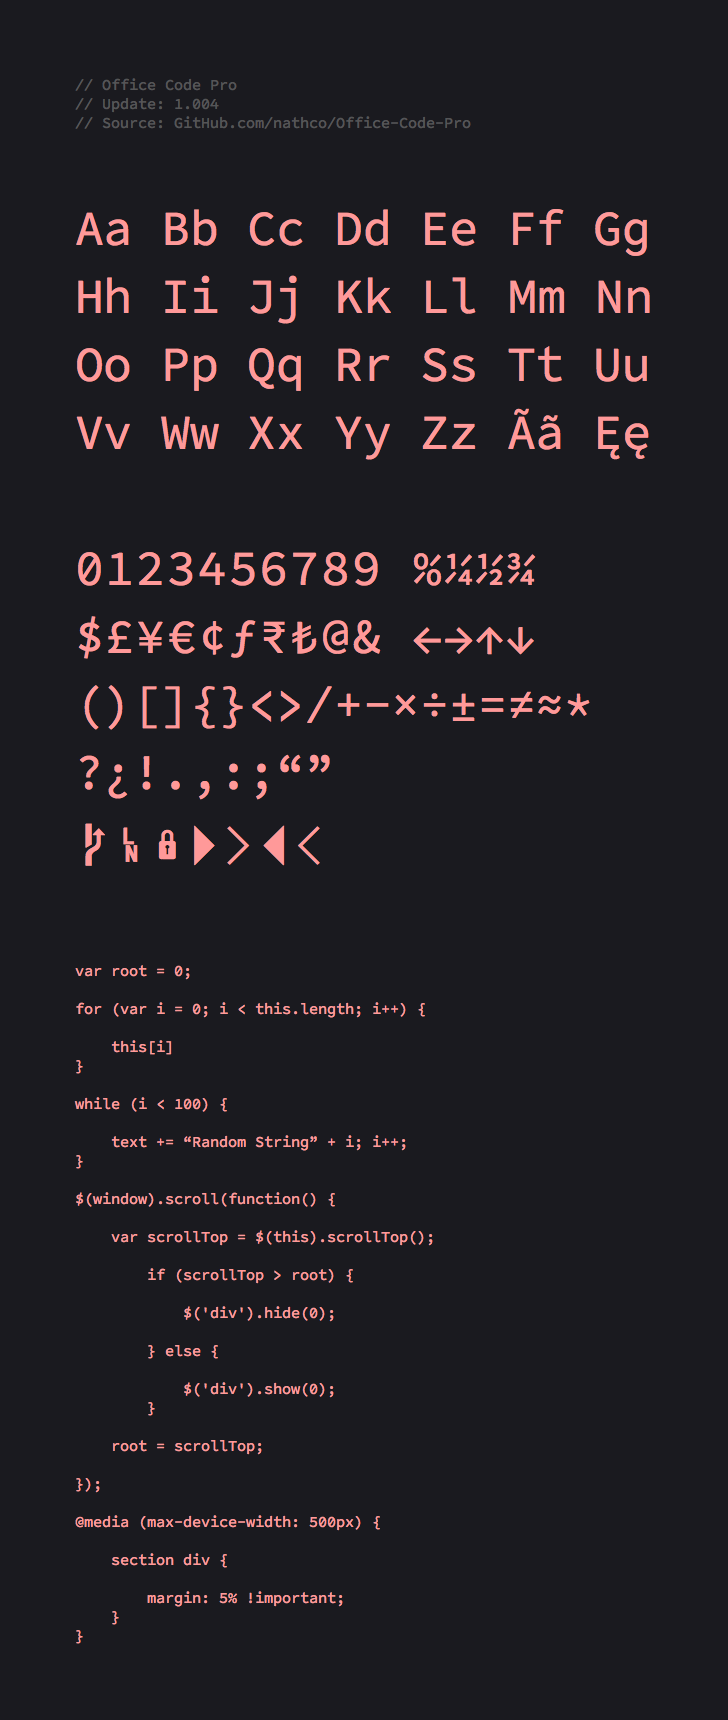 // Office Code Pro
// Update: 1.004
// Source: GitHub.com/nathco/Office-Code-Pro
Aa Bb Cc Dd Ee Ff Gg
Hh Ii Jj Kk Ll Mm Nn
Oo Pp Qq Rr Ss Tt Uu
Vv Ww Xx Yy Zz Ãã Ęę
0123456789 %¼½¾
$£¥€¢ƒ₹₺@& ←→↑↓
()[]{}<>/+−×÷±=≠≈*
?¿!.,:;“”
    
var root = 0;
for (var i = 0; i < this.length; i++) {
    this[i]
}
while (i < 100) {
    text += “Random String” + i; i++;
}
$(window).scroll(function() {
    var scrollTop = $(this).scrollTop();
        if (scrollTop > root) {
            $('div').hide(0);
        } else {
            $('div').show(0);
        }
    root = scrollTop;
});
@media (max-device-width: 500px) {
    section div {
        margin: 5% !important;
    }
}